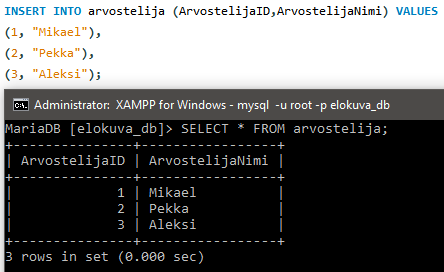 INSERT INTO arvostelija (ArvostelijaID,ArvostelijaNimi) VALUES
(1, "Mikael"),
(2, "Pekka"),
(3, "Aleksi");
Administrator: XAMPP for Windows - mysql -u root -p elokuva_db
MariaDB [elokuva_db]> SELECT * FROM arvostelija;
+---------------+-----------------+
| ArvostelijaID | ArvostelijaNimi |
+---------------+-----------------+
|             1 | Mikael          |
|             2 | Pekka           |
|             3 | Aleksi          |
+---------------+-----------------+
3 rows in set (0.000 sec)